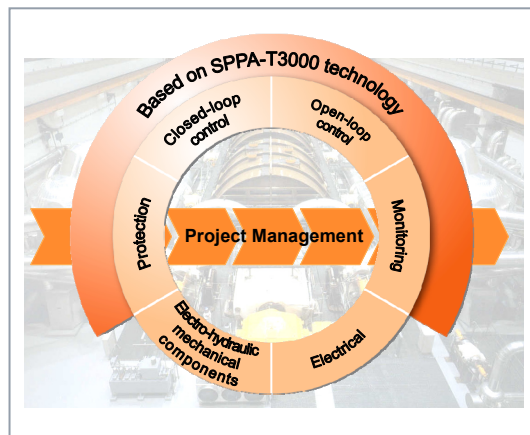 Based on SPPA-T3000 technology
Closed-loop
control
Open-loop
control
Protection
Project Management
Monitoring
Electro-hydraulic
mechanical
components
Electrical